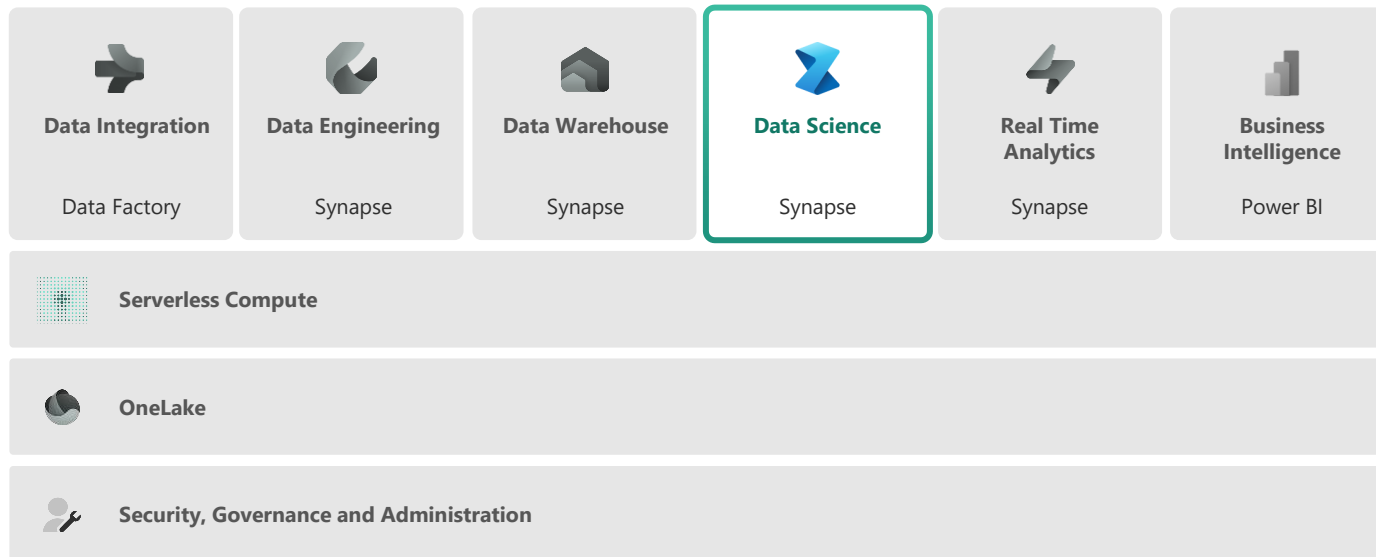 Data Integration
Data Factory
Data Engineering
Synapse
Data Warehouse
Synapse
Data Science
Synapse
Real Time
Analytics
Synapse
Business
Intelligence
Power BI
Serverless Compute
OneLake
Security, Governance and Administration